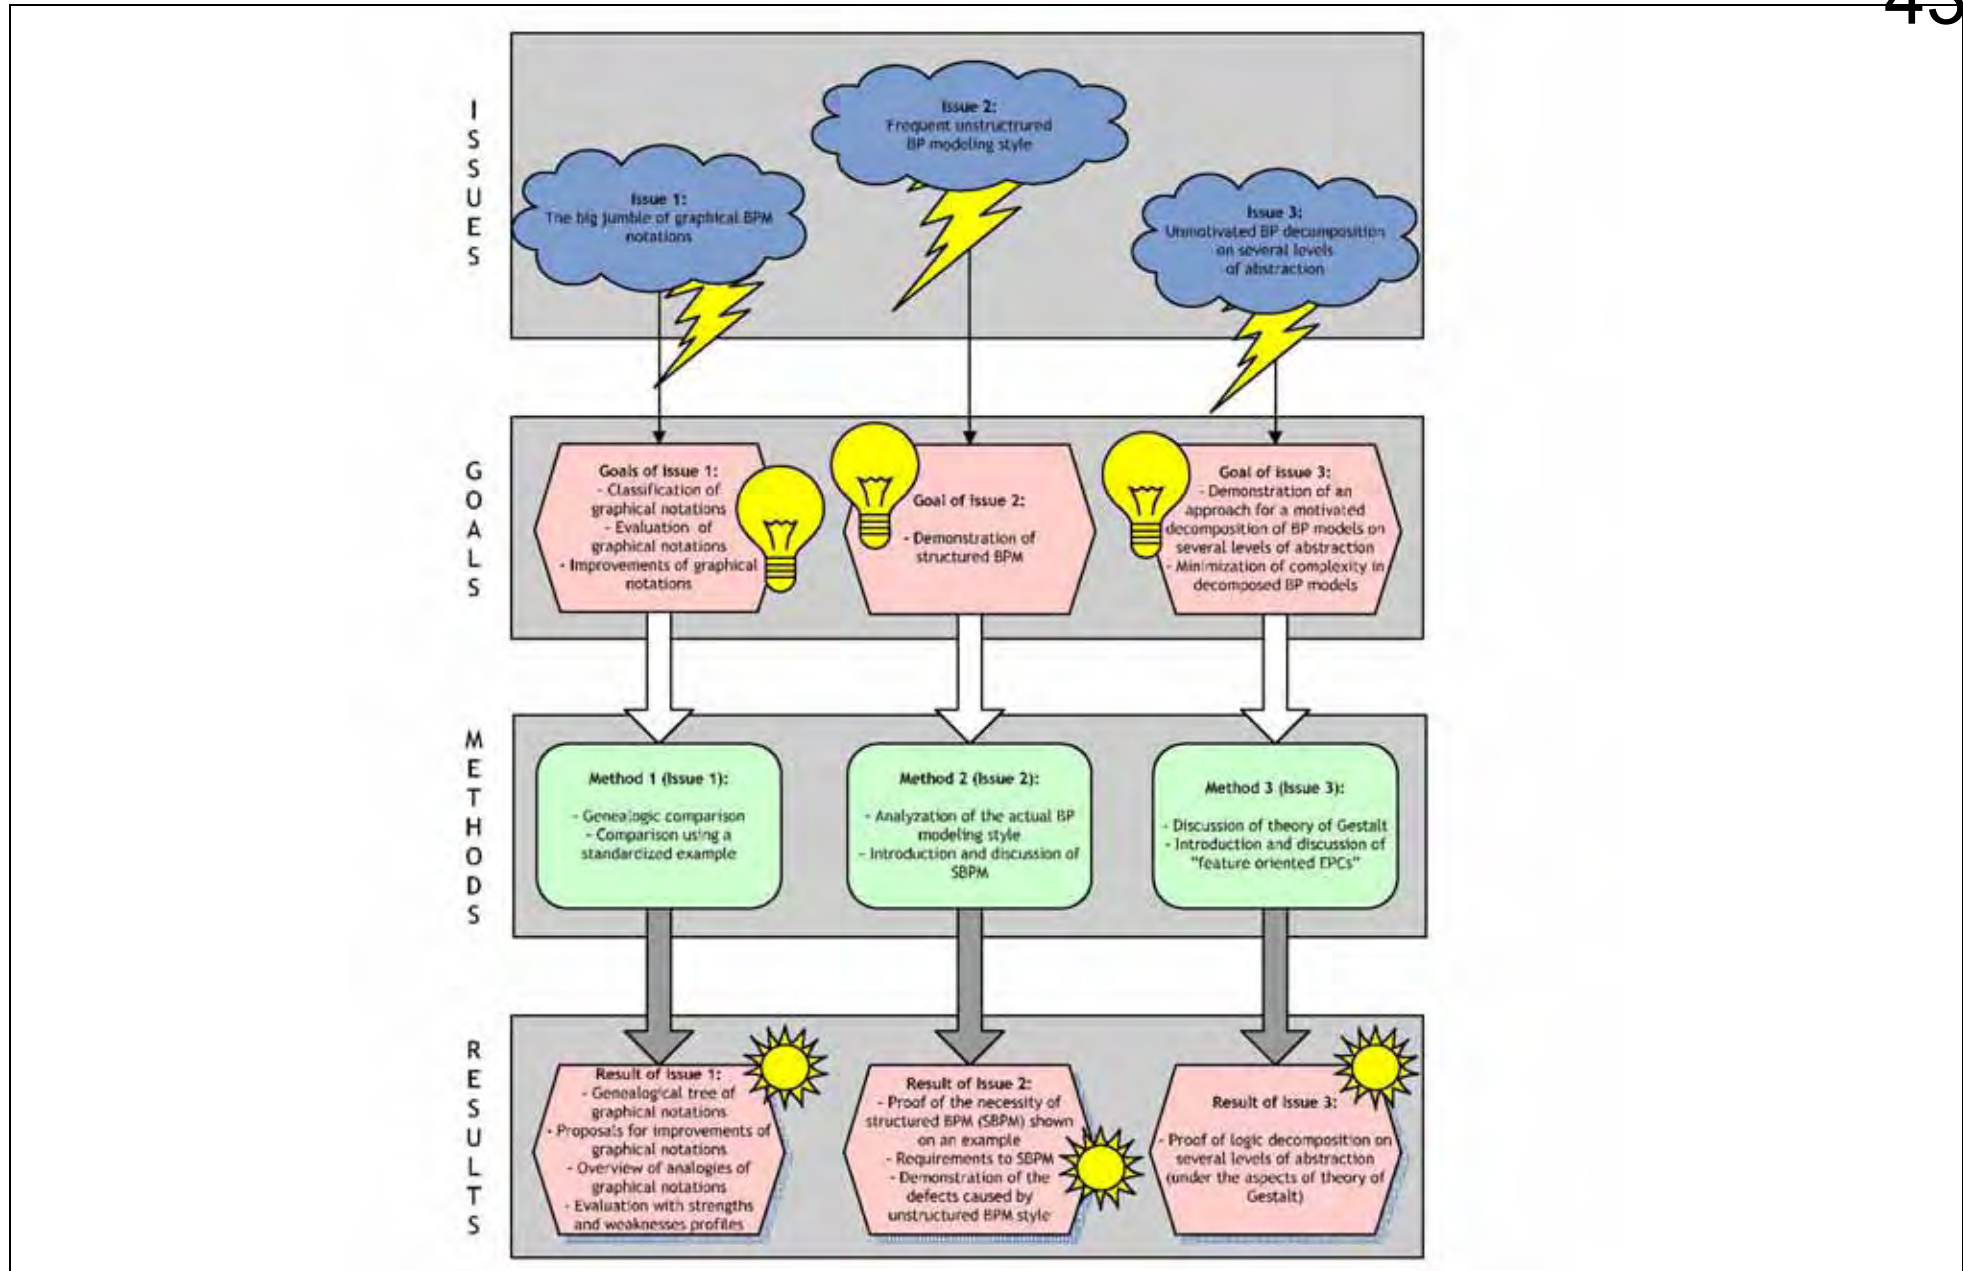 43
ISSUES
Issue 2:
Frequent unstructrured
BP modeling style
Issue 1:
The big jumble of graphical BPM
notations
Issue 3:
Unmotivated BP decomposition
on several levels
of abstraction
GOALS
Goals of Issue 1:
- Classification of
graphical notations
- Evaluation of
graphical notations
- Improvements of graphical
notations
Goal of Issue 2:
- Demonstration of
structured BPM
Goal of Issue 3:
- Demonstration of an
approach for a motivated
decomposition of BP models on
several levels of abstraction
- Minimization of complexity in
decomposed BP models
METHODS
Method 1 (Issue 1):
- Genealogic comparison
- Comparison using a
standardized example
Method 2 (Issue 2):
- Analyzation of the actual BP
modeling style
- Introduction and discussion of
SBPM
Method 3 (Issue 3):
- Discussion of theory of Gestalt
- Introduction and discussion of
"feature oriented EPCs"
RESULTS
Result of Issue 1:
- Genealogical tree of
graphical notations
- Proposals for improvements of
graphical notations
- Overview of analogies of
graphical notations
- Evaluation with strengths
and weaknesses profiles
Result of Issue 2:
- Proof of the necessity of
structured BPM (SBPM) shown
on an example
- Requirements to SBPM
- Demonstration of the
defects caused by
unstructured BPM style
Result of Issue 3:
- Proof of logic decomposition on
several levels of abstraction
(under the aspects of theory of
Gestalt)